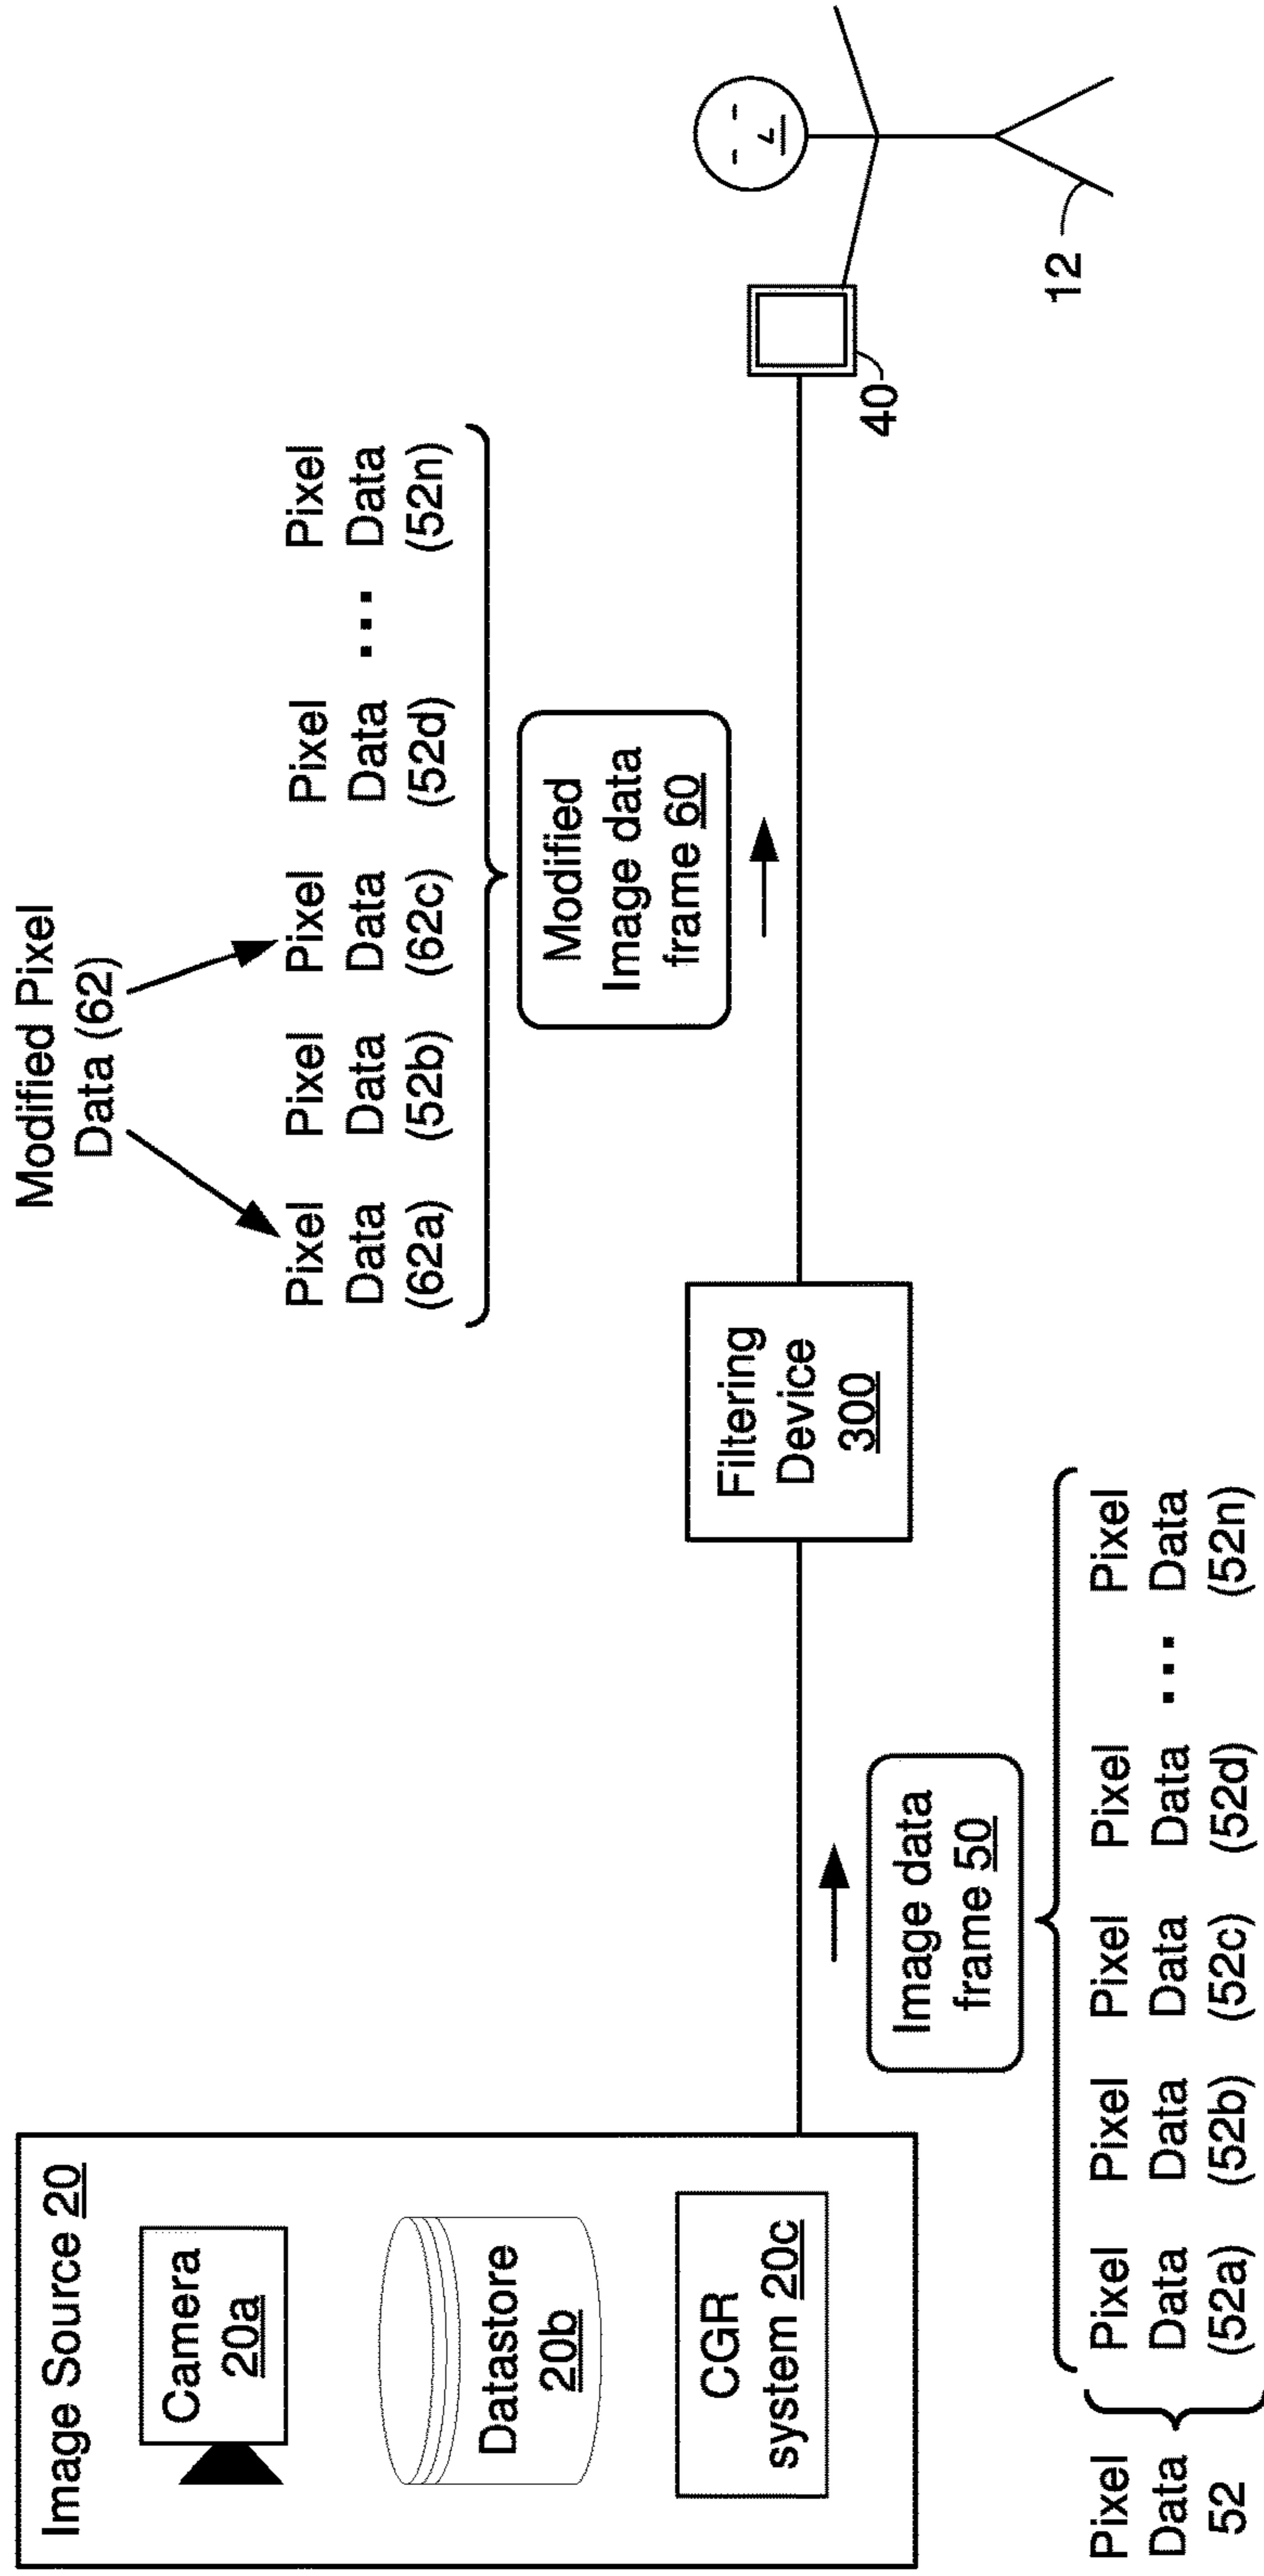 Image Source 20
Camera
20a
Datastore
20b
CGR
system 20c
Pixel
Data
52
Pixel
Data
(52a)
Pixel
Data
(52b)
Pixel
Data
(52c)
Pixel
Data
(52d)
...
Pixel
Data
(52n)
Image data
frame 50
Filtering
Device
300
Modified Pixel
Data (62)
Pixel
Data
(62a)
Pixel
Data
(52b)
Pixel
Data
(62c)
Pixel
Data
(52d)
...
Pixel
Data
(52n)
Modified
Image data
frame 60
40
12